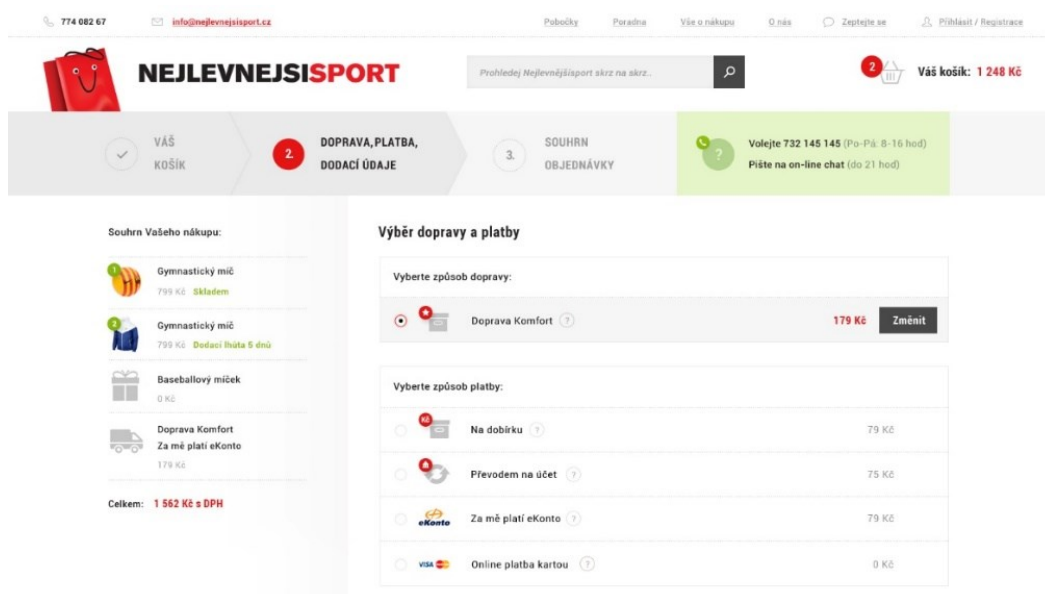 774 082 67 info@nejlevnejsisport.cz Pobočky Poradna Vše o nákupu O nás Zeptejte se Přihlásit / Registrace
NEJLEVNEJSISPORT
Prohledej Nejlevnějšísport skrz na skrz..
2 Váš košík: 1 248 Kč
VÁŠ
KOŠÍK
2. DOPRAVA, PLATBA,
DODACÍ ÚDAJE
3. SOUHRN
OBJEDNÁVKY
? Volejte 732 145 145 (Po-Pá: 8-16 hod)
Pište na on-line chat (do 21 hod)
Souhrn Vašeho nákupu:
1 Gymnastický míč
799 Kč Skladem
2 Gymnastický míč
799 Kč Dodací lhůta 5 dnů
Baseballový míček
0 Kč
Doprava Komfort
Za mě platí eKonto
179 Kč
Celkem: 1 562 Kč s DPH
Výběr dopravy a platby
Vyberte způsob dopravy:
Doprava Komfort ? 179 Kč Změnit
Vyberte způsob platby:
Kč Na dobírku ? 79 Kč
Převodem na účet ? 75 Kč
eKonto Za mě platí eKonto ? 79 Kč
VISA Online platba kartou ? 0 Kč